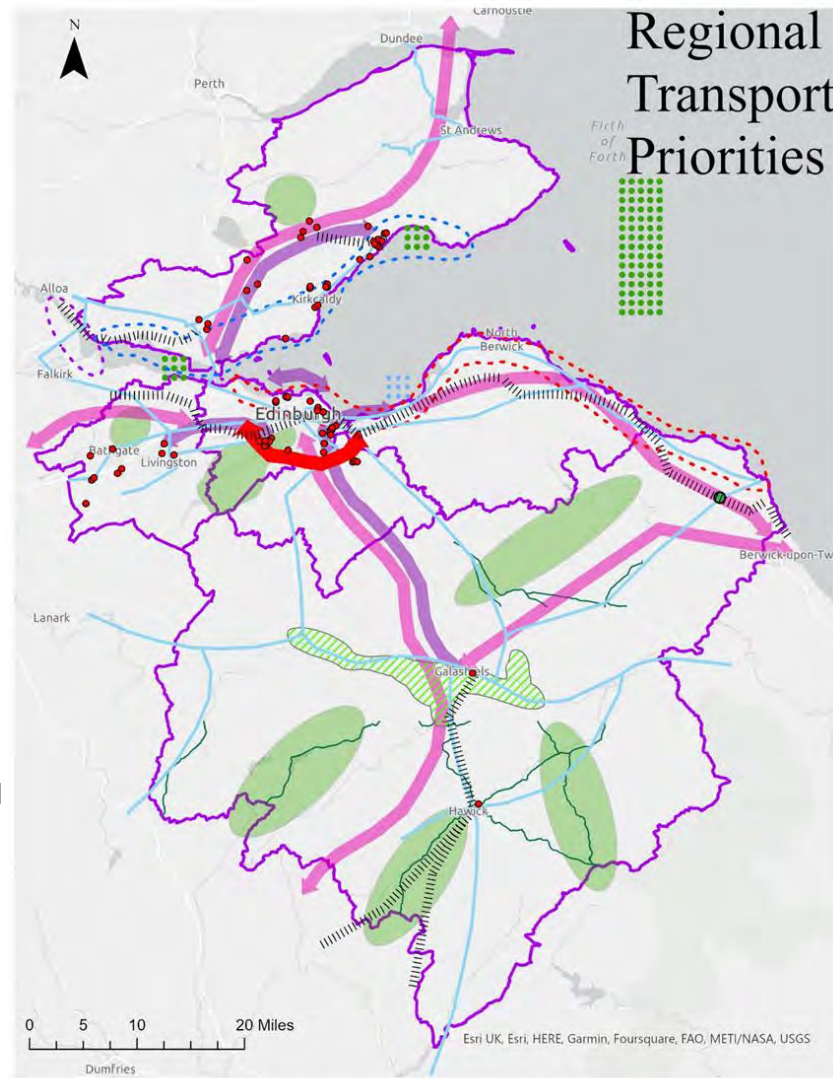 Carnoustie
N
Regional
Transport
Priorities
Dundee
Perth
Firth
of
Forth
St Andrews
Alloa
Kirkcaldy
North
Berwick
Falkirk
Edinburgh
Bathgate
Livingston
Berwick-upon-Tw
Lanark
Galashiels
Hawick
0 5 10 20 Miles
Esri UK, Esri, HERE, Garmin, Foursquare, FAO, METI/NASA, USGS
Dumfries